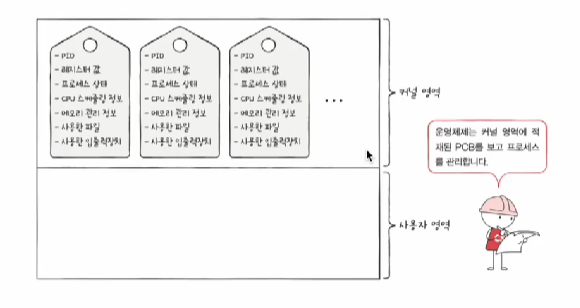 - PID
- 레지스터 값
- 프로세스 상태
- CPU 스케줄링 정보
- 메모리 관리 정보
- 사용한 파일
- 사용한 입출력장치
- PID
- 레지스터 값
- 프로세스 상태
- CPU 스케줄링 정보
- 메모리 관리 정보
- 사용한 파일
- 사용한 입출력장치
- PID
- 레지스터 값
- 프로세스 상태
- CPU 스케줄링 정보
- 메모리 관리 정보
- 사용한 파일
- 사용한 입출력장치
...
커널 영역
운영체제는 커널 영역에 적
재된 PCB를 보고 프로세스
를 관리합니다.
사용자 영역